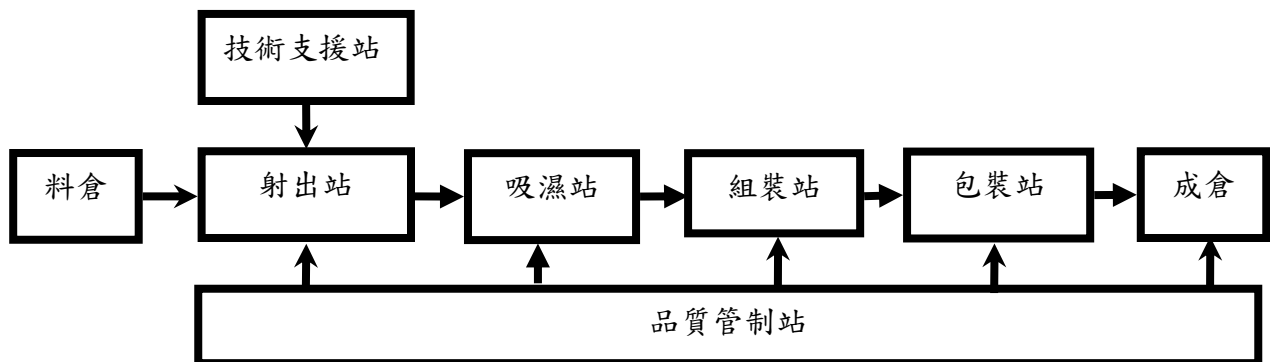 技術支援站
料倉
射出站
吸濕站
組裝站
包裝站
成倉
品質管制站